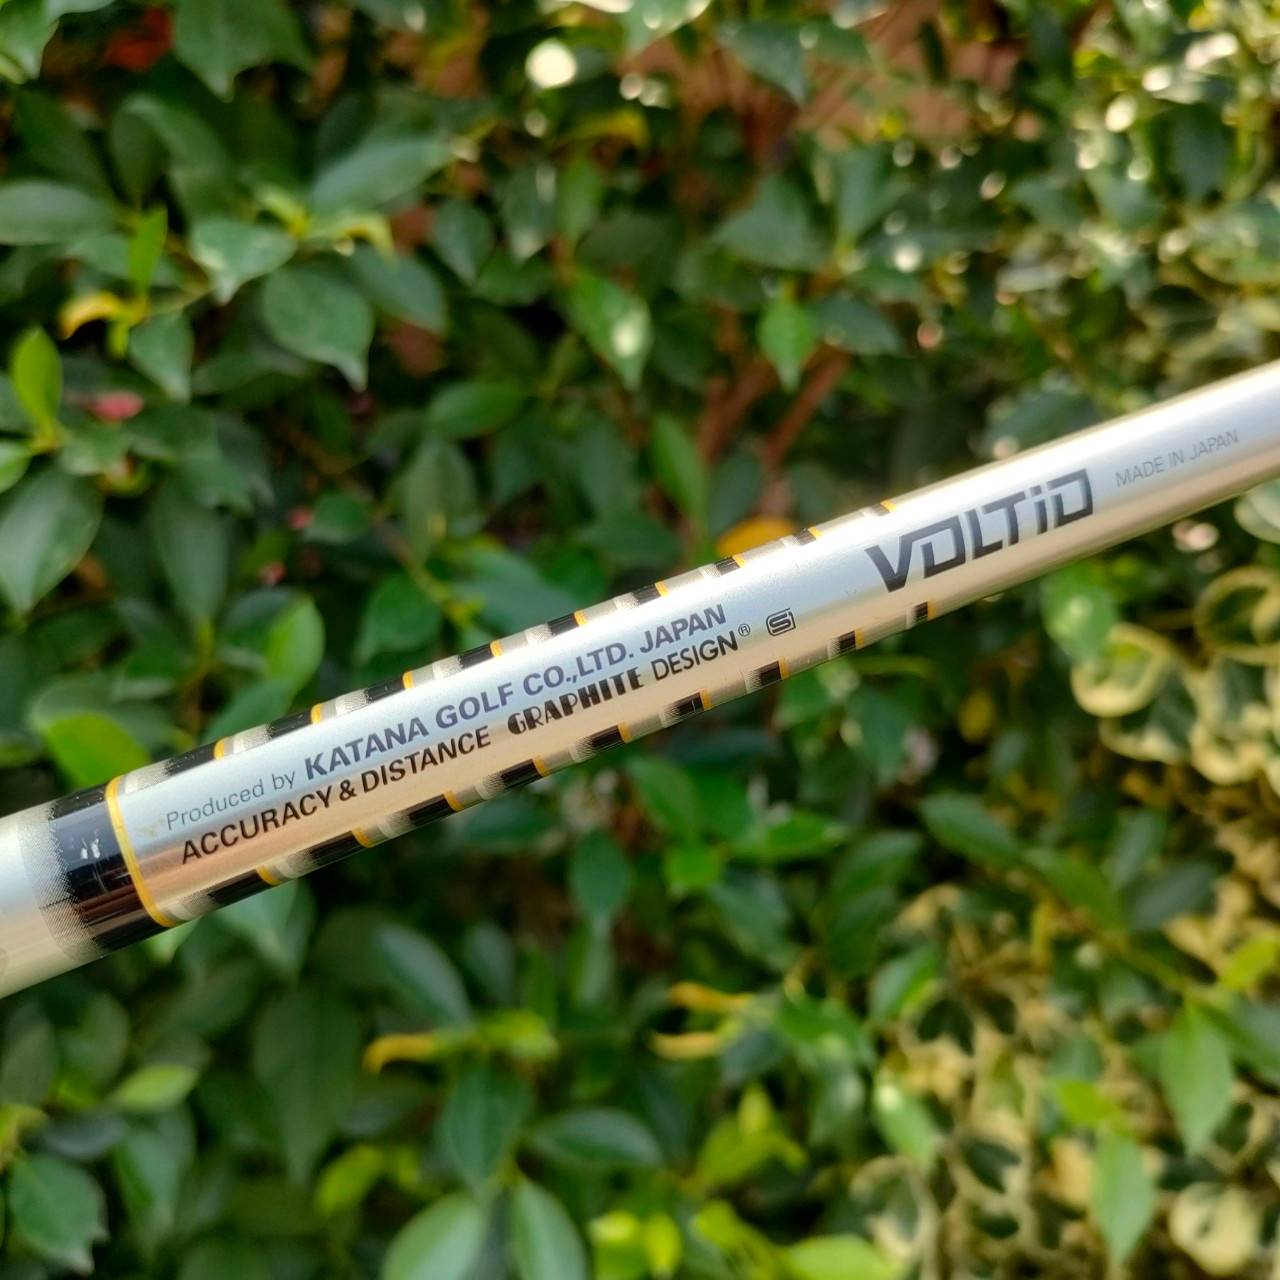 Produced by KATANA GOLF CO.,LTD. JAPAN
ACCURACY & DISTANCE GRAPHITE DESIGN®
VOLTiO
MADE IN JAPAN